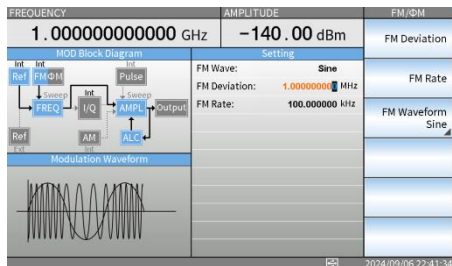 FREQUENCY
AMPLITUDE
FM/ΦM
1.000000000000 GHz
-140.00 dBm
FM Deviation
MOD Block Diagram
Setting
Int Int Int
Ref FMΦM Pulse
Sweep Int Sweep
FREQ I/Q AMPL Output
Ref AM ALC
Ext Int
FM Wave: Sine
FM Deviation: 1.00000000 MHz
FM Rate: 100.000000 kHz
FM Rate
FM Waveform
Sine
Modulation Waveform
2024/09/06 22:41:34